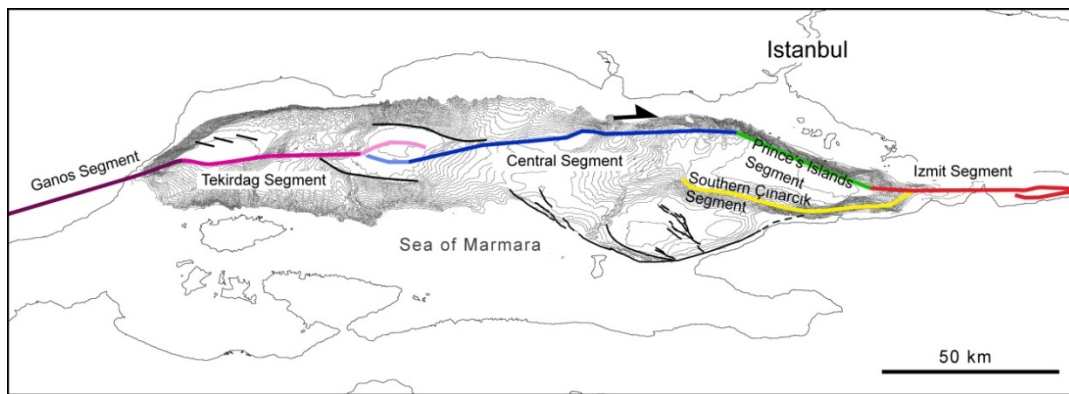 Istanbul
Ganos Segment
Tekirdag Segment
Central Segment
Prince's Islands
Segment
Izmit Segment
Southern Çınarcık
Segment
Sea of Marmara
50 km